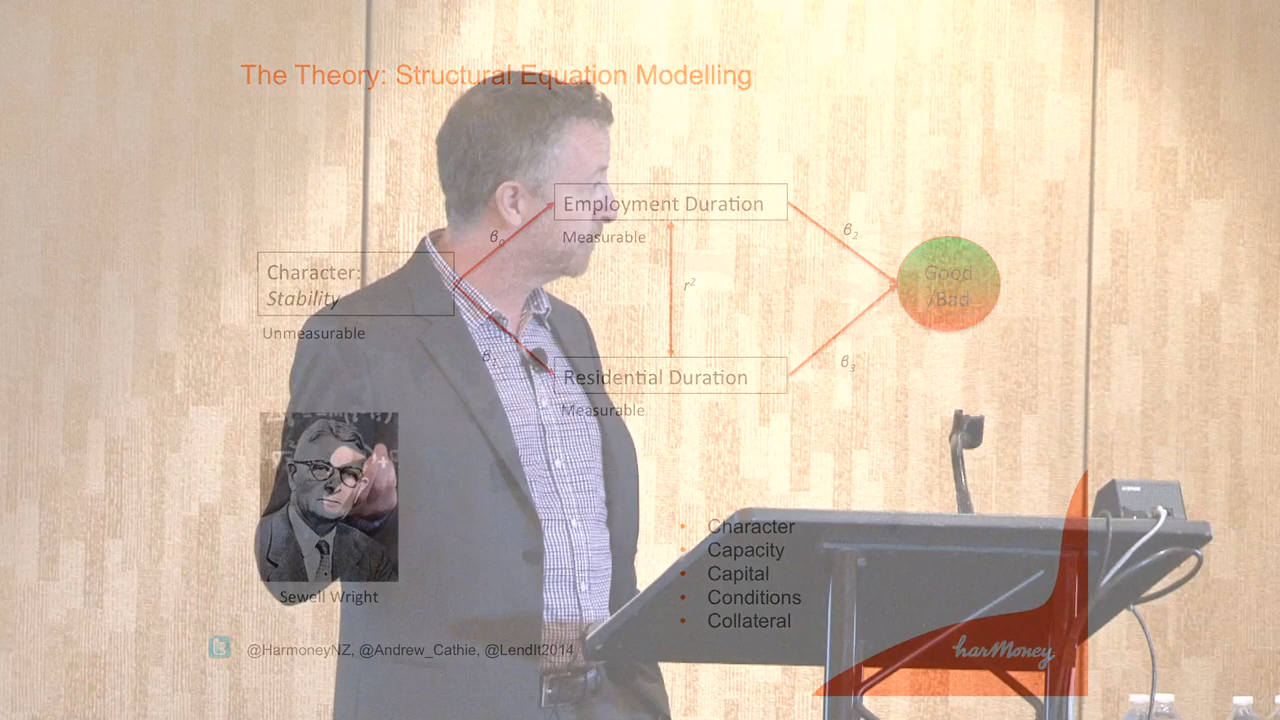 The Theory: Structural Equation Modelling
Employment Duration
Measurable
β0
β2
Character:
Stability
Unmeasurable
r²
Good
/Bad
β1
β3
Residential Duration
Measurable
Sewell Wright
Character
Capacity
Capital
Conditions
Collateral
@HarmoneyNZ, @Andrew_Cathie, @LendIt2014
harMoney